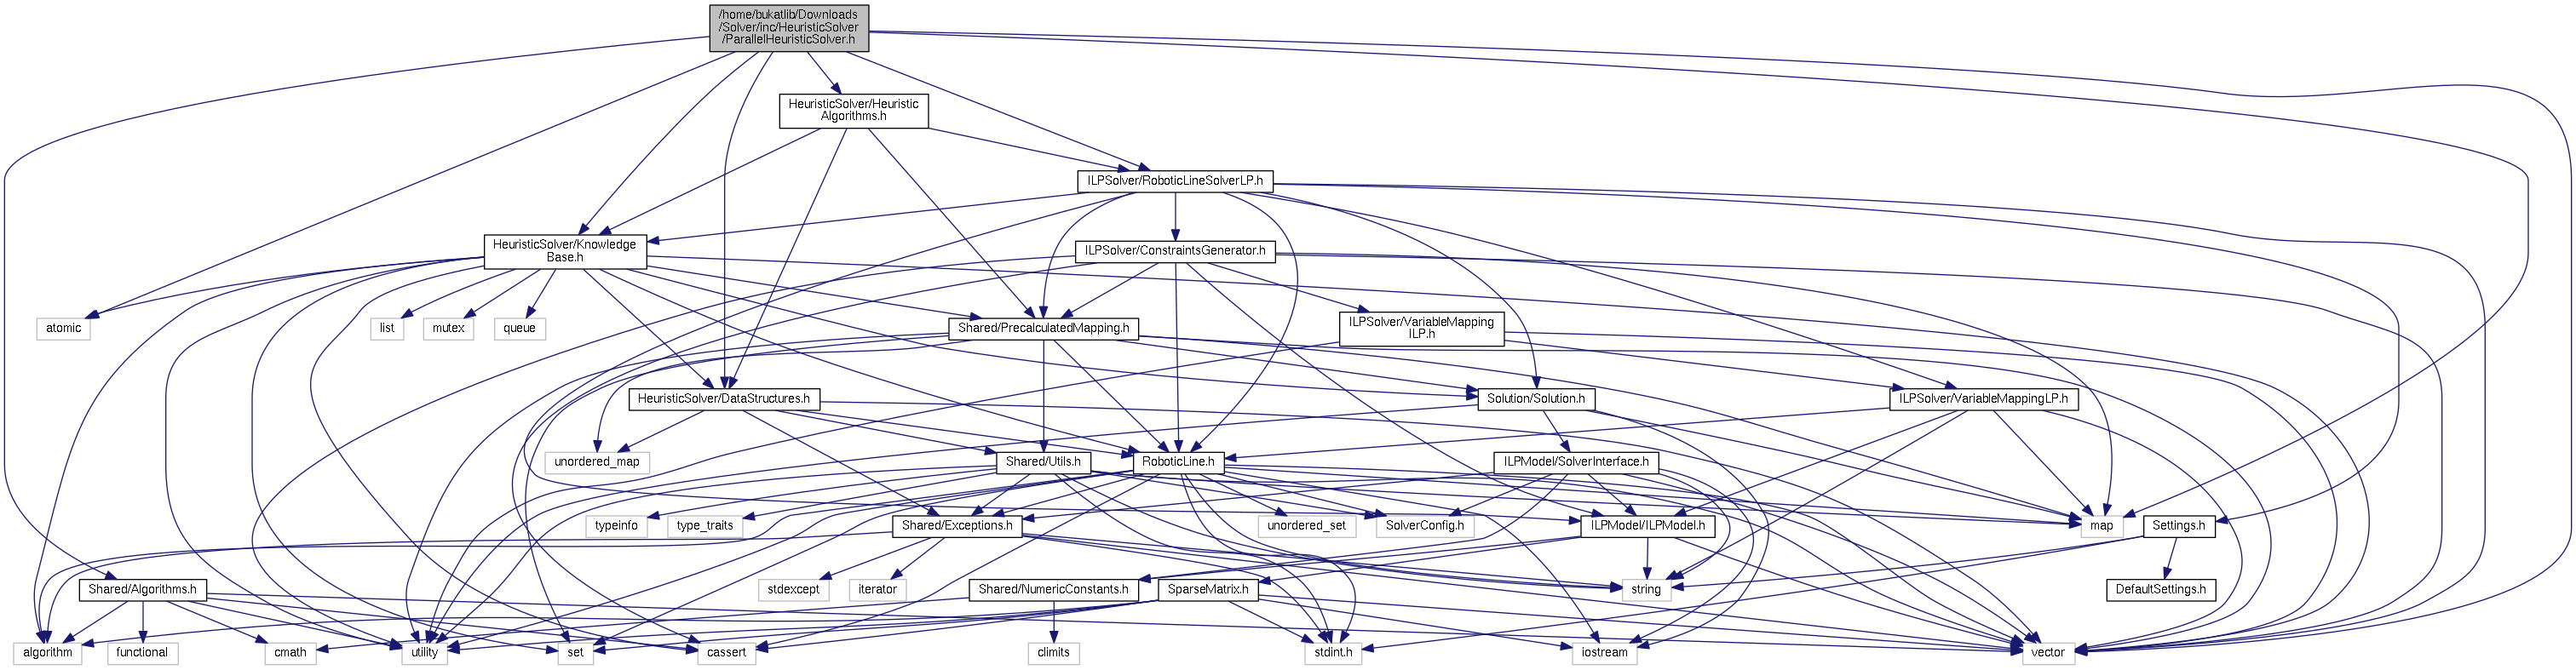 /home/bukatlib/Downloads
/Solver/inc/HeuristicSolver
/ParallelHeuristicSolver.h
HeuristicSolver/Heuristic
Algorithms.h
ILPSolver/RoboticLineSolverLP.h
HeuristicSolver/Knowledge
Base.h
ILPSolver/ConstraintsGenerator.h
atomic
list
mutex
queue
Shared/PrecalculatedMapping.h
ILPSolver/VariableMapping
ILP.h
HeuristicSolver/DataStructures.h
Solution/Solution.h
ILPSolver/VariableMappingLP.h
unordered_map
Shared/Utils.h
RoboticLine.h
ILPModel/SolverInterface.h
typeinfo
type_traits
Shared/Exceptions.h
unordered_set
SolverConfig.h
ILPModel/ILPModel.h
map
Settings.h
Shared/Algorithms.h
stdexcept
iterator
Shared/NumericConstants.h
SparseMatrix.h
string
DefaultSettings.h
algorithm
functional
cmath
utility
set
cassert
climits
stdint.h
iostream
vector